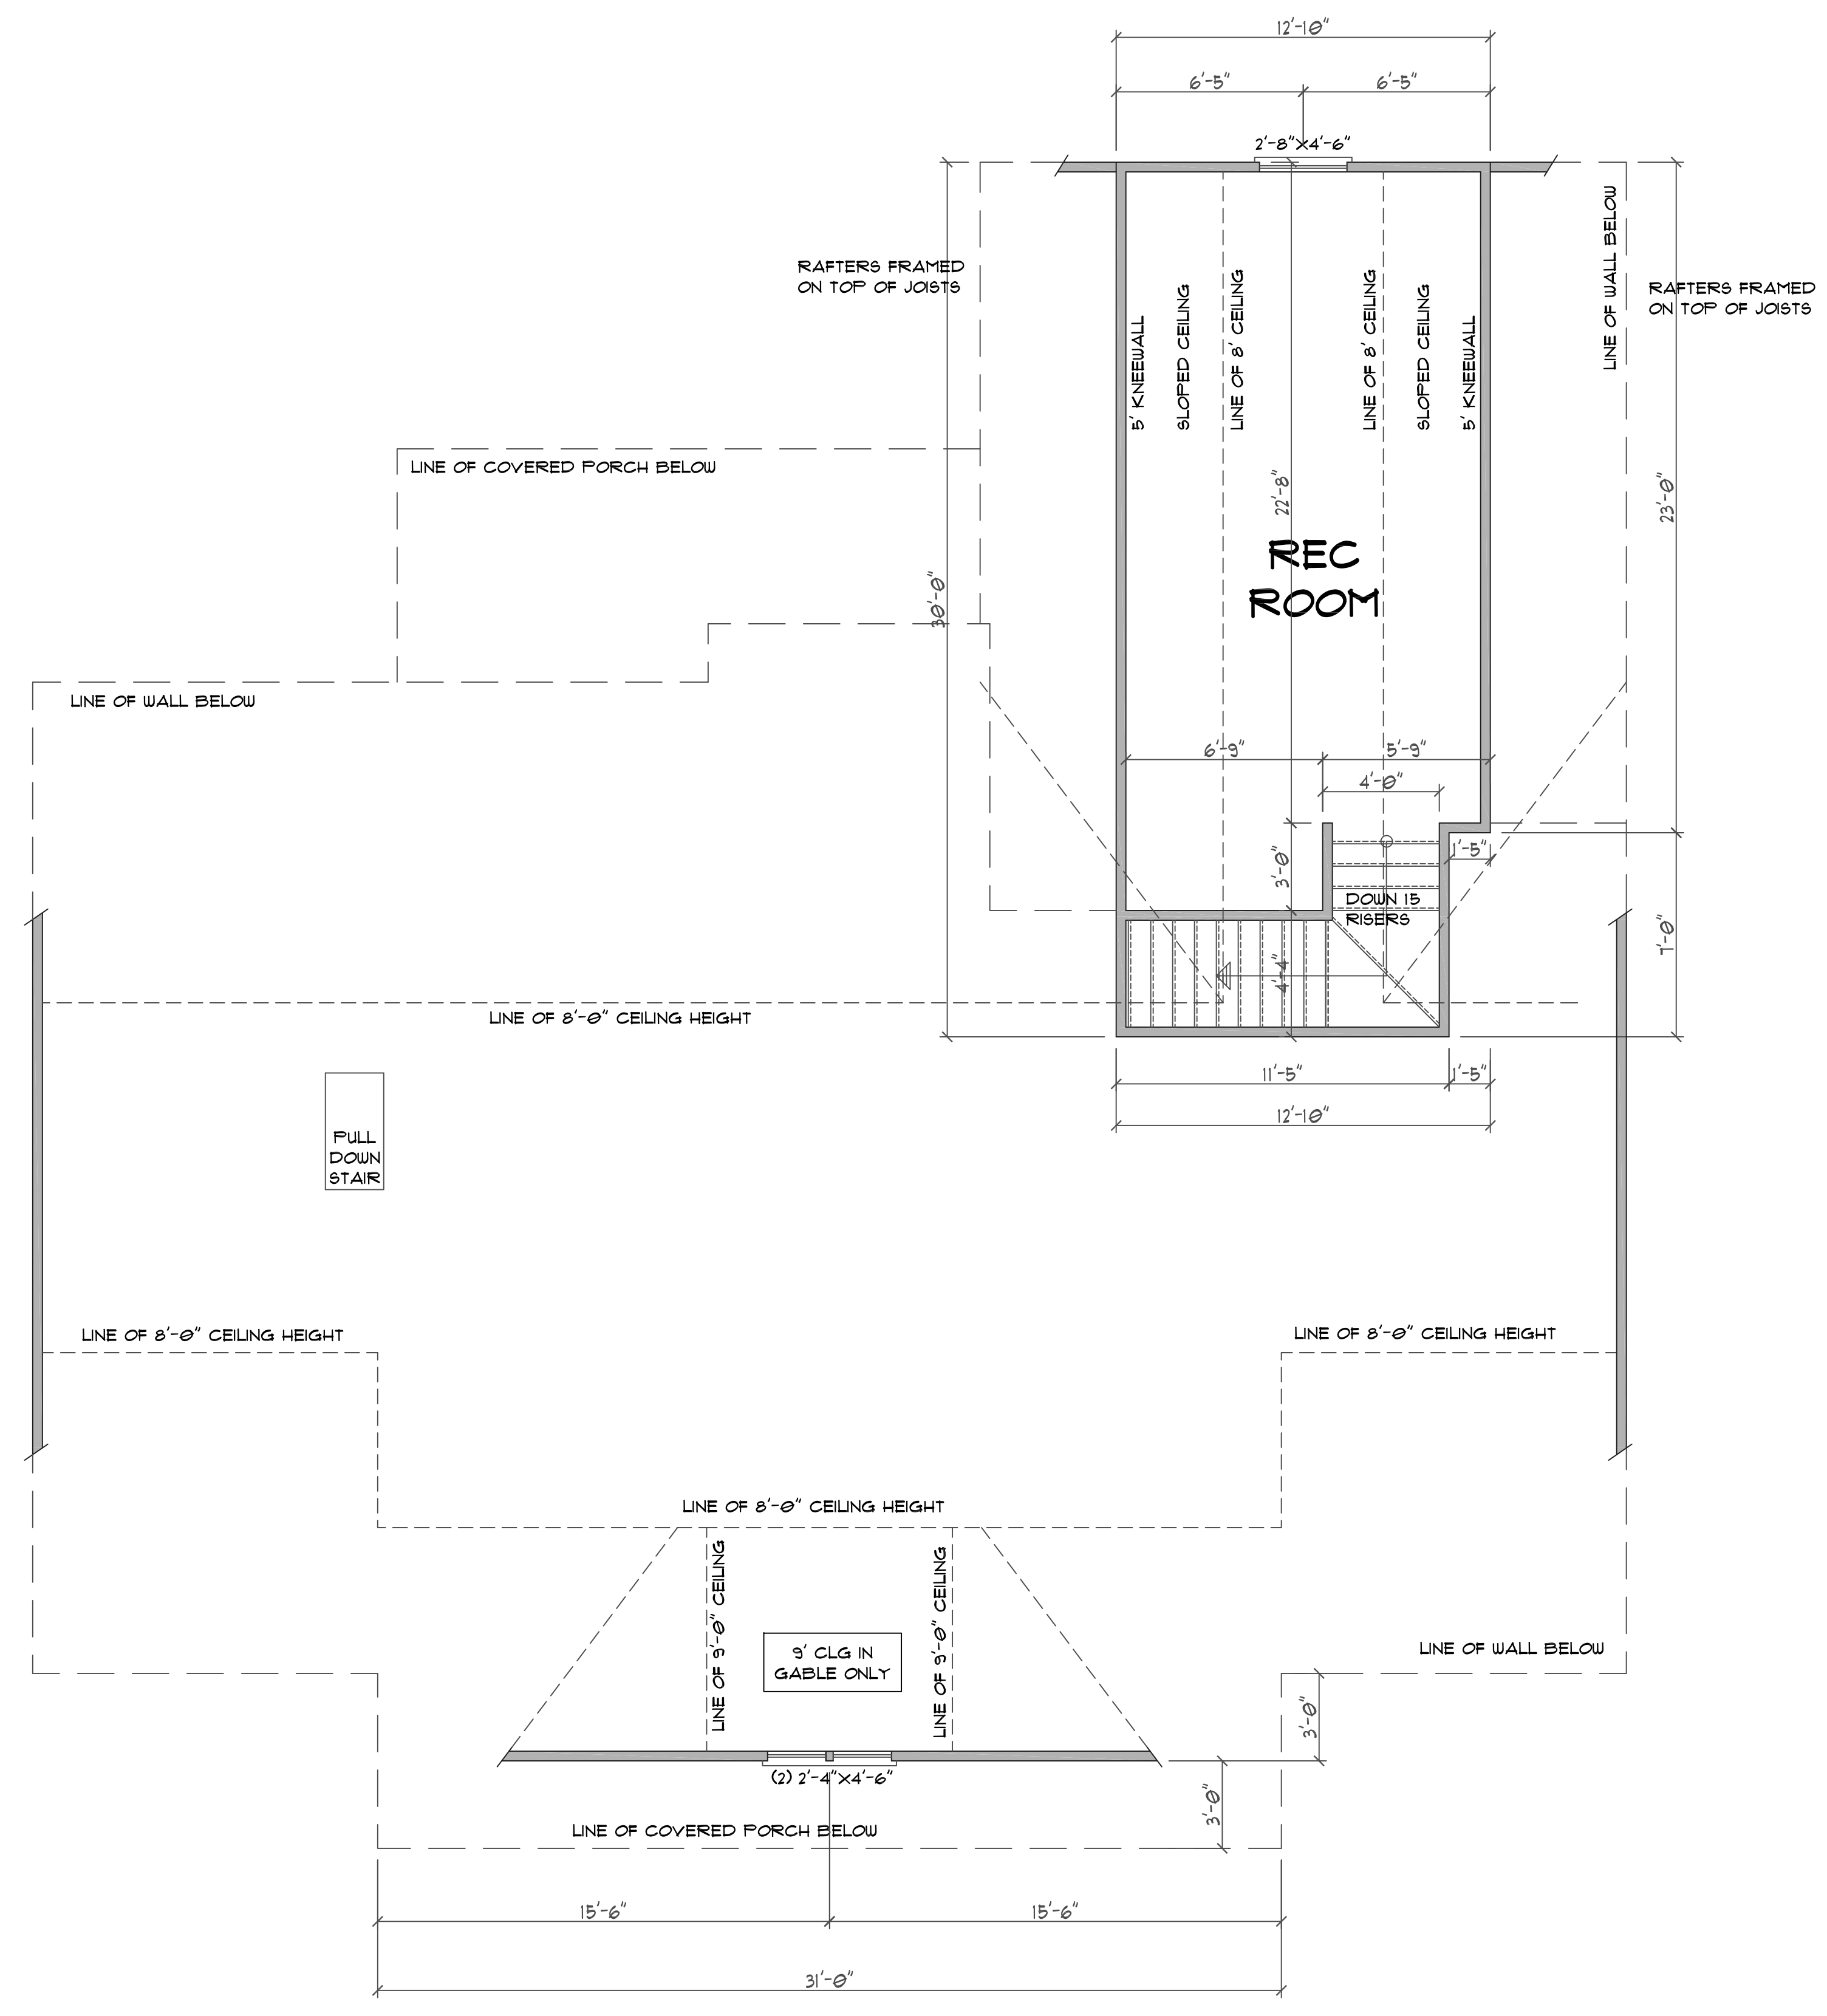 12'-10"
6'-5"
6'-5"
2'-8"X4'-6"
RAFTERS FRAMED
ON TOP OF JOISTS
5' KNEEWALL
SLOPED CEILING
LINE OF 8' CEILING
LINE OF 8' CEILING
SLOPED CEILING
5' KNEEWALL
LINE OF WALL BELOW
RAFTERS FRAMED
ON TOP OF JOISTS
LINE OF COVERED PORCH BELOW
22'-8"
23'-0"
REC
ROOM
30'-0"
LINE OF WALL BELOW
6'-9"
5'-9"
4'-0"
3'-0"
1'-5"
DOWN 15
RISERS
7'-0"
4'-4"
LINE OF 8'-0" CEILING HEIGHT
11'-5"
1'-5"
12'-10"
PULL
DOWN
STAIR
LINE OF 8'-0" CEILING HEIGHT
LINE OF 8'-0" CEILING HEIGHT
LINE OF 8'-0" CEILING HEIGHT
LINE OF 9'-0" CEILING
LINE OF 9'-0" CEILING
9' CLG IN
GABLE ONLY
LINE OF WALL BELOW
3'-0"
(2) 2'-4"X4'-6"
3'-0"
LINE OF COVERED PORCH BELOW
15'-6"
15'-6"
31'-0"